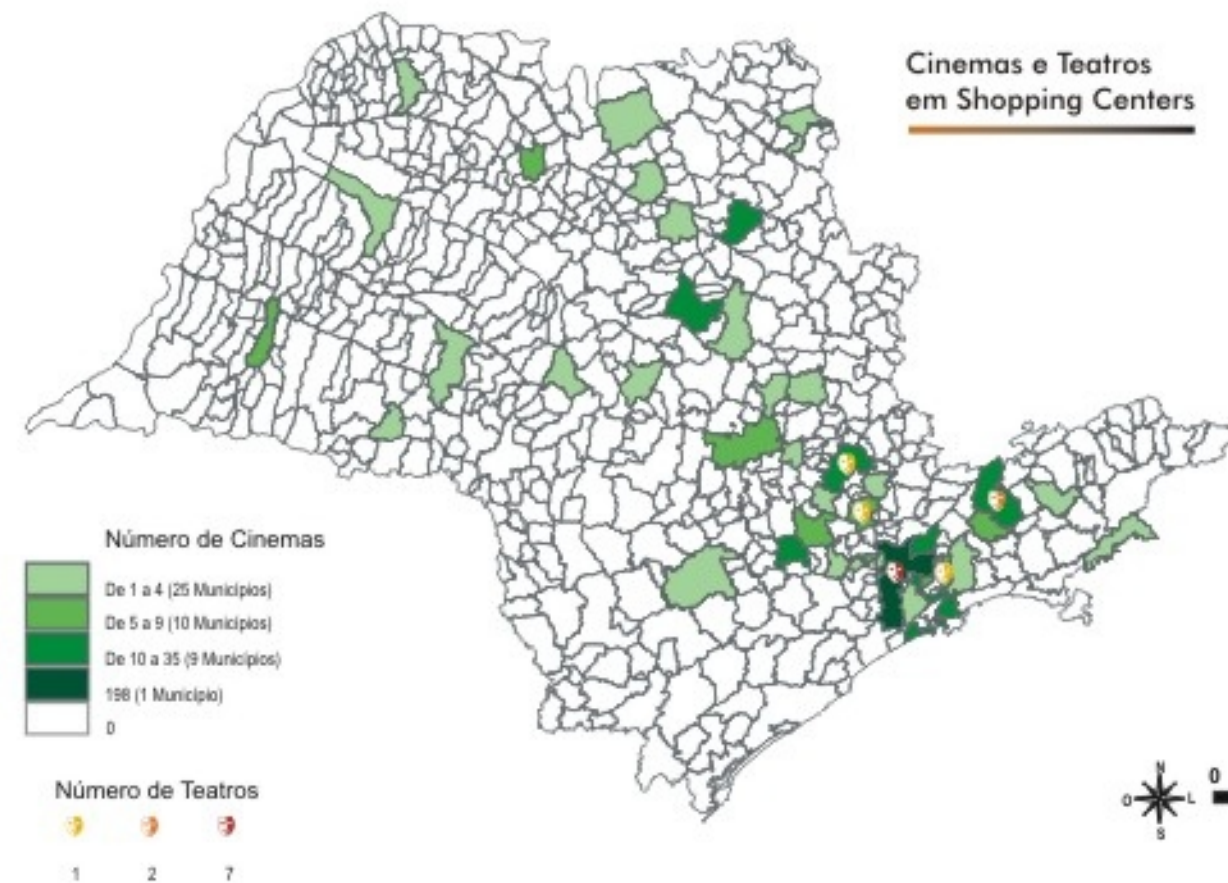 Cinemas e Teatros
em Shopping Centers
Número de Cinemas
De 1 a 4 (25 Municípios)
De 5 a 9 (10 Municípios)
De 10 a 35 (9 Municípios)
198 (1 Município)
0
Número de Teatros
1 2 7
N
O L
S
0